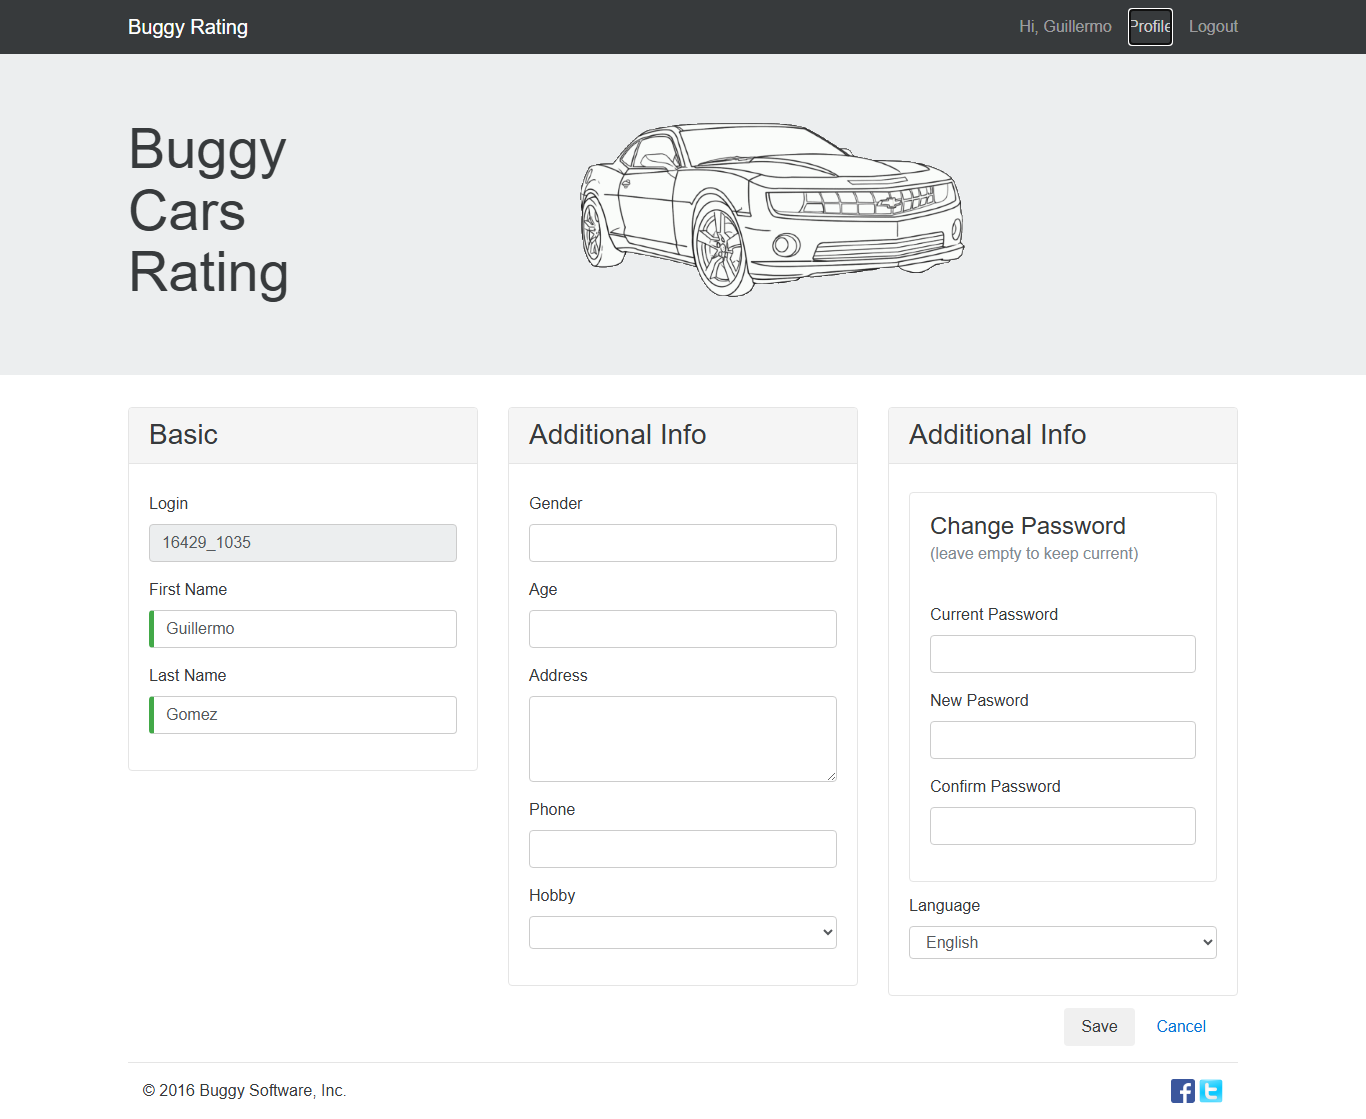 Buggy Rating
Hi, Guillermo
Profile
Logout
Buggy
Cars
Rating
Basic
Login
16429_1035
First Name
Guillermo
Last Name
Gomez
Additional Info
Gender
Age
Address
Phone
Hobby
Additional Info
Change Password
(leave empty to keep current)
Current Password
New Pasword
Confirm Password
Language
English
Save
Cancel
© 2016 Buggy Software, Inc.